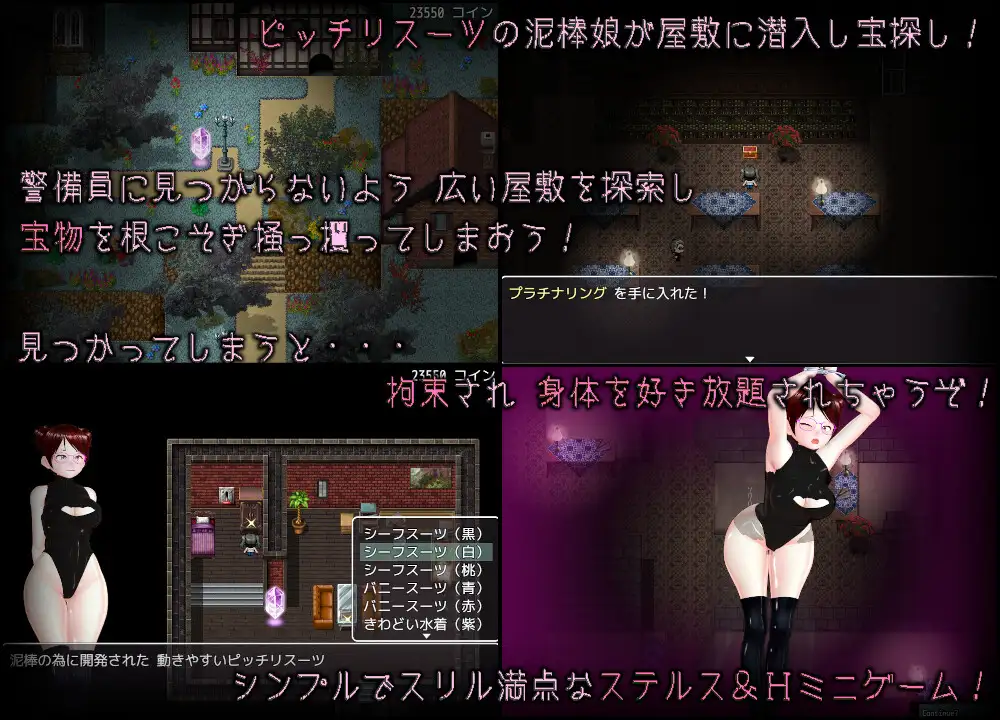 23550 コイン
ピッチリスーツの泥棒娘が屋敷に潜入し宝探し！
警備員に見つからないよう 広い屋敷を探索し
宝物を根こそぎ掻っ攫ってしまおう！
プラチナリング を手に入れた！
見つかってしまうと・・・
23550 コイン
拘束され 身体を好き放題されちゃうぞ！
シーフスーツ（黒）
シーフスーツ（白）
シーフスーツ（桃）
バニースーツ（青）
バニースーツ（赤）
きわどい水着（紫）
泥棒の為に開発された 動きやすいピッチリスーツ
シンプルでスリル満点なステルス＆Hミニゲーム！